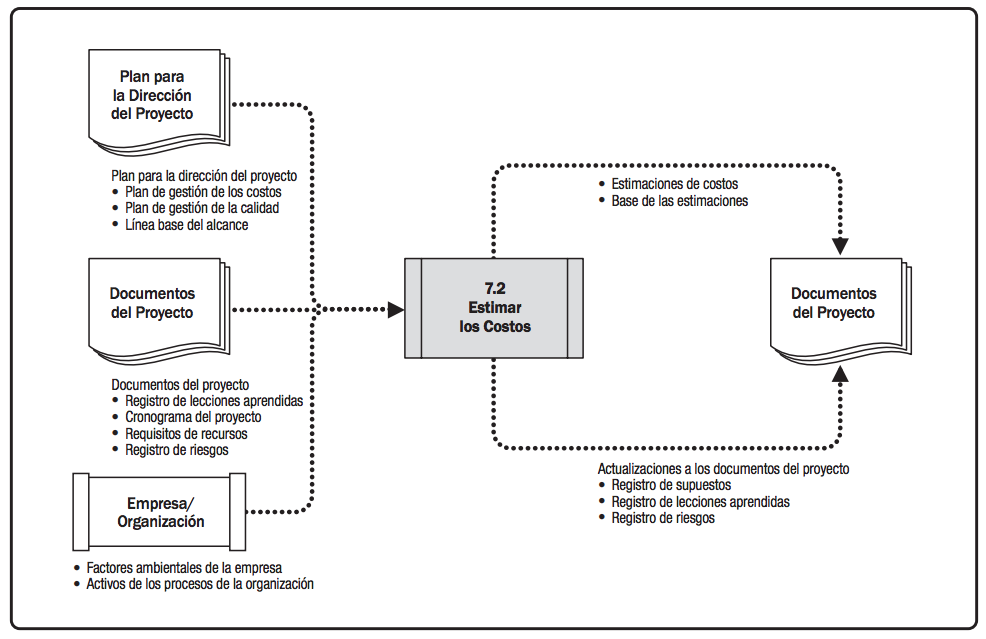 Plan para
la Dirección
del Proyecto
Plan para la dirección del proyecto
• Plan de gestión de los costos
• Plan de gestión de la calidad
• Línea base del alcance
Documentos
del Proyecto
Documentos del proyecto
• Registro de lecciones aprendidas
• Cronograma del proyecto
• Requisitos de recursos
• Registro de riesgos
Empresa/
Organización
• Factores ambientales de la empresa
• Activos de los procesos de la organización
7.2
Estimar
los Costos
• Estimaciones de costos
• Base de las estimaciones
Documentos
del Proyecto
Actualizaciones a los documentos del proyecto
• Registro de supuestos
• Registro de lecciones aprendidas
• Registro de riesgos